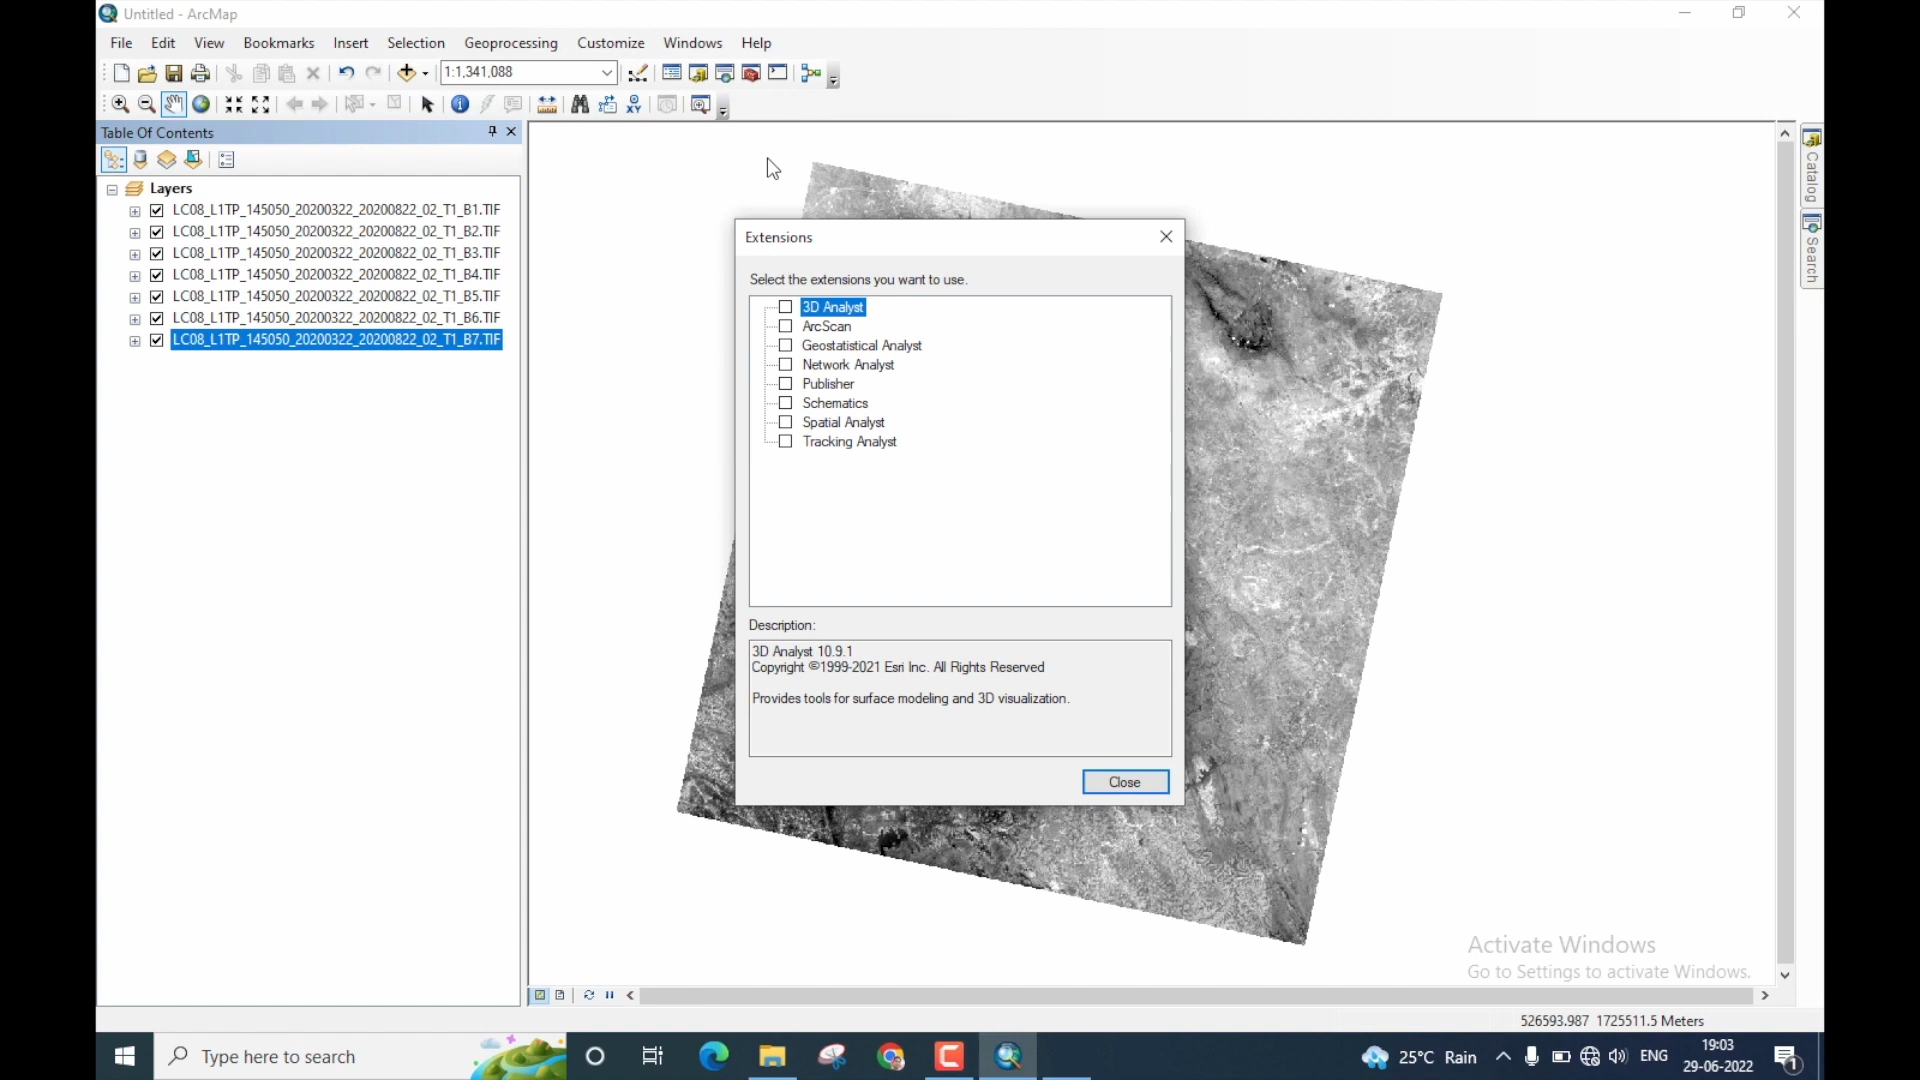 Untitled - ArcMap
File Edit View Bookmarks Insert Selection Geoprocessing Customize Windows Help
1:1,341,088
Table Of Contents
Layers
LC08_L1TP_145050_20200322_20200822_02_T1_B1.TIF
LC08_L1TP_145050_20200322_20200822_02_T1_B2.TIF
LC08_L1TP_145050_20200322_20200822_02_T1_B3.TIF
LC08_L1TP_145050_20200322_20200822_02_T1_B4.TIF
LC08_L1TP_145050_20200322_20200822_02_T1_B5.TIF
LC08_L1TP_145050_20200322_20200822_02_T1_B6.TIF
LC08_L1TP_145050_20200322_20200822_02_T1_B7.TIF
Extensions
Select the extensions you want to use.
3D Analyst
ArcScan
Geostatistical Analyst
Network Analyst
Publisher
Schematics
Spatial Analyst
Tracking Analyst
Description:
3D Analyst 10.9.1
Copyright ©1999-2021 Esri Inc. All Rights Reserved
Provides tools for surface modeling and 3D visualization.
Close
Catalog
Search
Activate Windows
Go to Settings to activate Windows.
526593.987 1725511.5 Meters
Type here to search
25°C Rain
ENG
19:03
29-06-2022
1